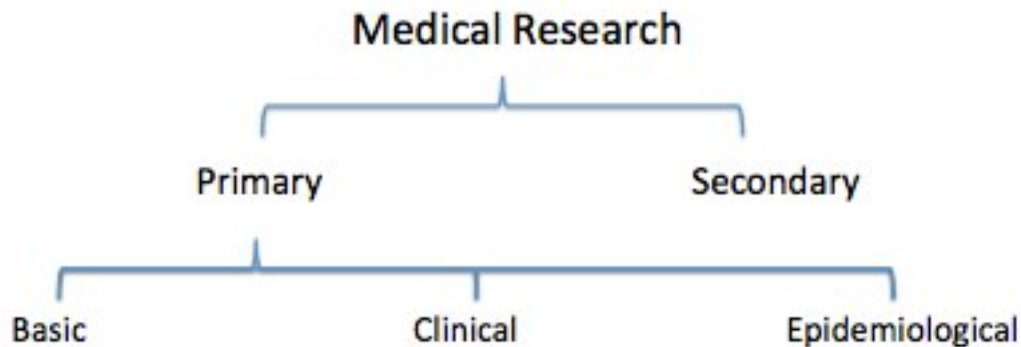 Medical Research
Primary Secondary
Basic Clinical Epidemiological